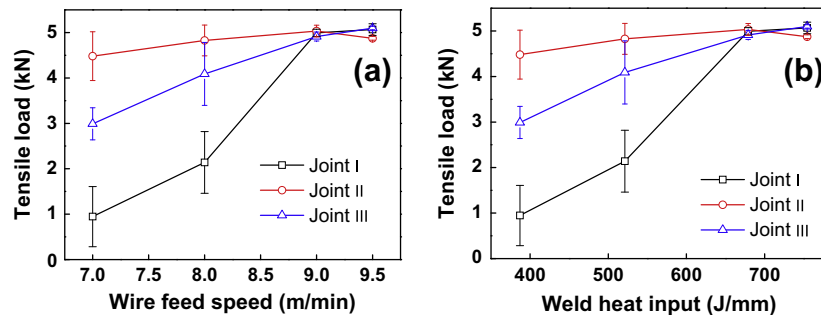 (a)
Tensile load (kN)
5
4
3
2
1
0
Joint I
Joint II
Joint III
7.0 7.5 8.0 8.5 9.0 9.5
Wire feed speed (m/min)
(b)
Tensile load (kN)
5
4
3
2
1
0
Joint I
Joint II
Joint III
400 500 600 700
Weld heat input (J/mm)